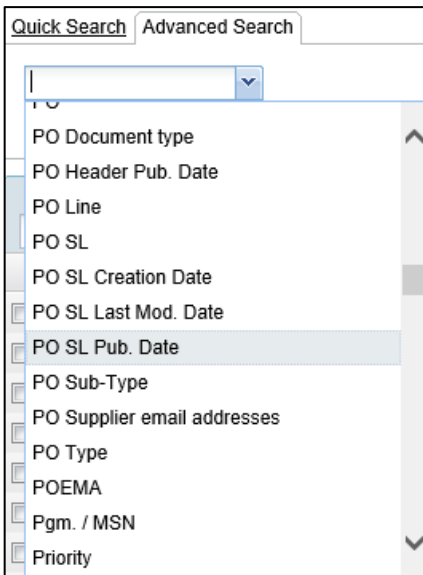 Quick Search Advanced Search
PO
PO Document type
PO Header Pub. Date
PO Line
PO SL
PO SL Creation Date
PO SL Last Mod. Date
PO SL Pub. Date
PO Sub-Type
PO Supplier email addresses
PO Type
POEMA
Pgm. / MSN
Priority